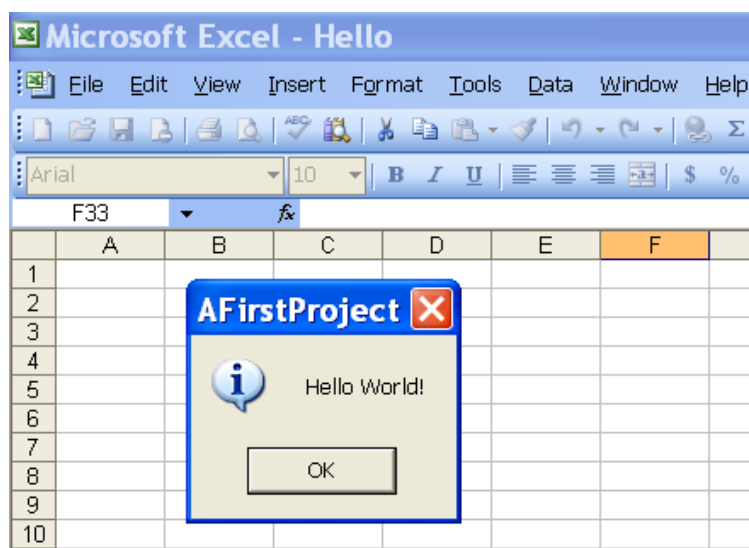 Microsoft Excel - Hello
File Edit View Insert Format Tools Data Window Help
ABC Σ
Arial 10 B I U a $ %
F33 fx
A B C D E F
1
2
3
4
5
6
7
8
9
10
AFirstProject
i Hello World!
OK